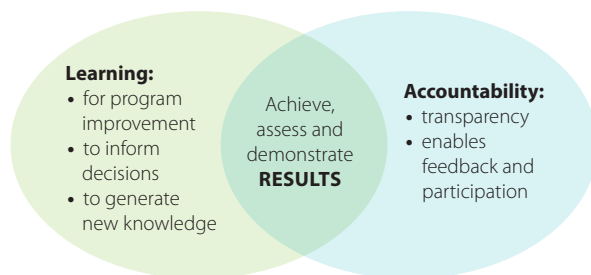 Learning:
• for program
improvement
• to inform
decisions
• to generate
new knowledge
Achieve,
assess and
demonstrate
RESULTS
Accountability:
• transparency
• enables
feedback and
participation